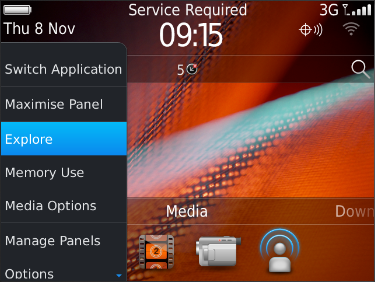 Service Required
3G
Thu 8 Nov
09:15
5
Switch Application
Maximise Panel
Explore
Memory Use
Media Options
Manage Panels
Options
Media
Down
2